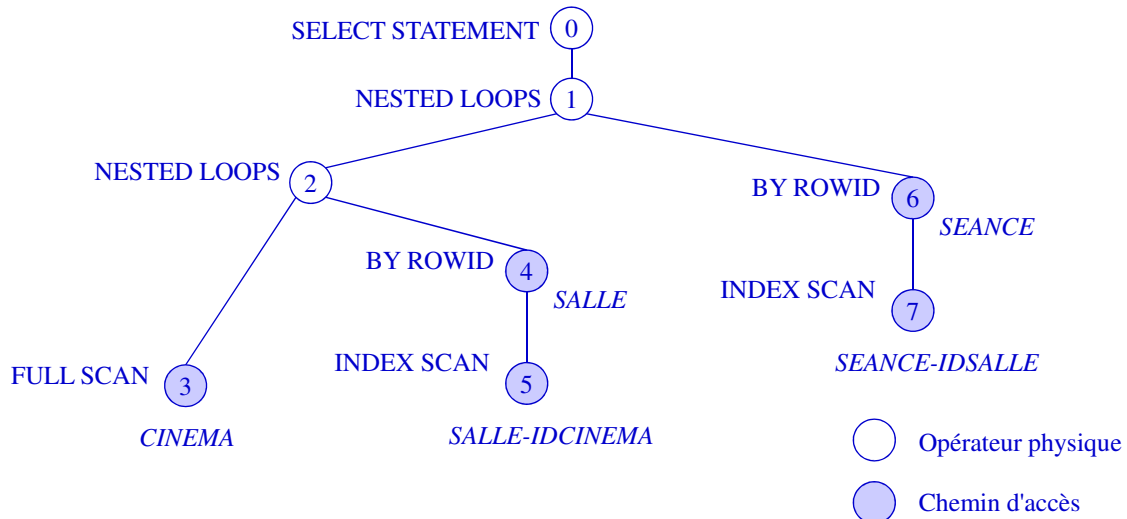 SELECT STATEMENT 0
NESTED LOOPS 1
NESTED LOOPS 2
BY ROWID 6
SEANCE
BY ROWID 4
SALLE
INDEX SCAN 7
SEANCE-IDSALLE
FULL SCAN 3
CINEMA
INDEX SCAN 5
SALLE-IDCINEMA
Opérateur physique
Chemin d'accès